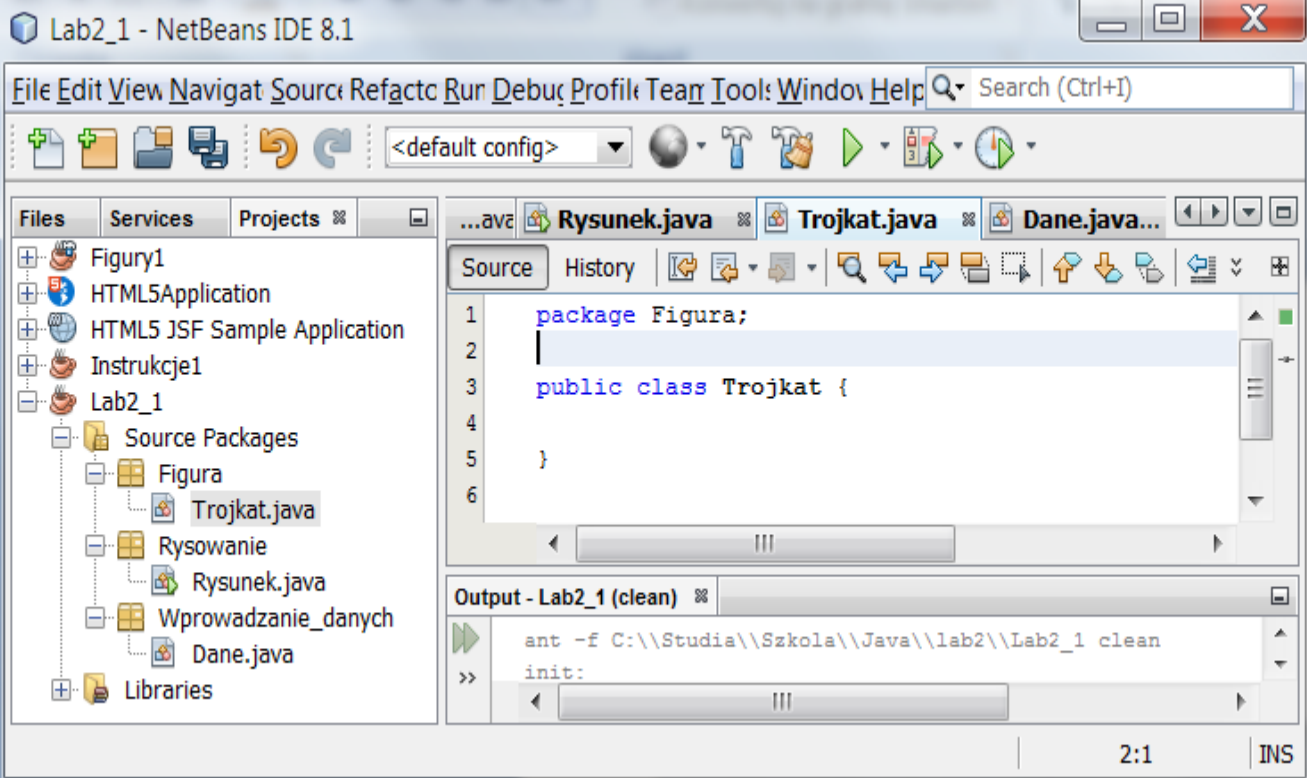 Lab2_1 - NetBeans IDE 8.1
File Edit View Navigat Source Refacto Run Debug Profile Team Tools Window Help Search (Ctrl+I)
<default config>
Files Services Projects
...ava Rysunek.java Trojkat.java Dane.java...
Source History
Figury1
HTML5Application
HTML5 JSF Sample Application
Instrukcje1
Lab2_1
Source Packages
Figura
Trojkat.java
Rysowanie
Rysunek.java
Wprowadzanie_danych
Dane.java
Libraries
1 package Figura;
2
3 public class Trojkat {
4
5 }
6
Output - Lab2_1 (clean)
ant -f C:\\Studia\\Szkola\\Java\\lab2\\Lab2_1 clean
init:
2:1 INS